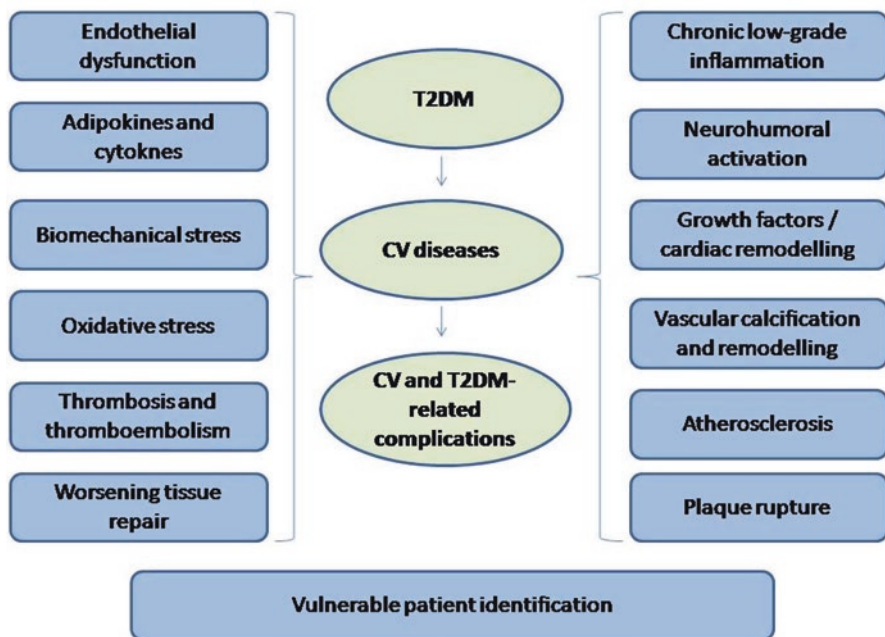 Endothelial
dysfunction
Adipokines and
cytoknes
Biomechanical stress
Oxidative stress
Thrombosis and
thromboembolism
Worsening tissue
repair
T2DM
CV diseases
CV and T2DM-
related
complications
Chronic low-grade
inflammation
Neurohumoral
activation
Growth factors /
cardiac remodelling
Vascular calcification
and remodelling
Atherosclerosis
Plaque rupture
Vulnerable patient identification